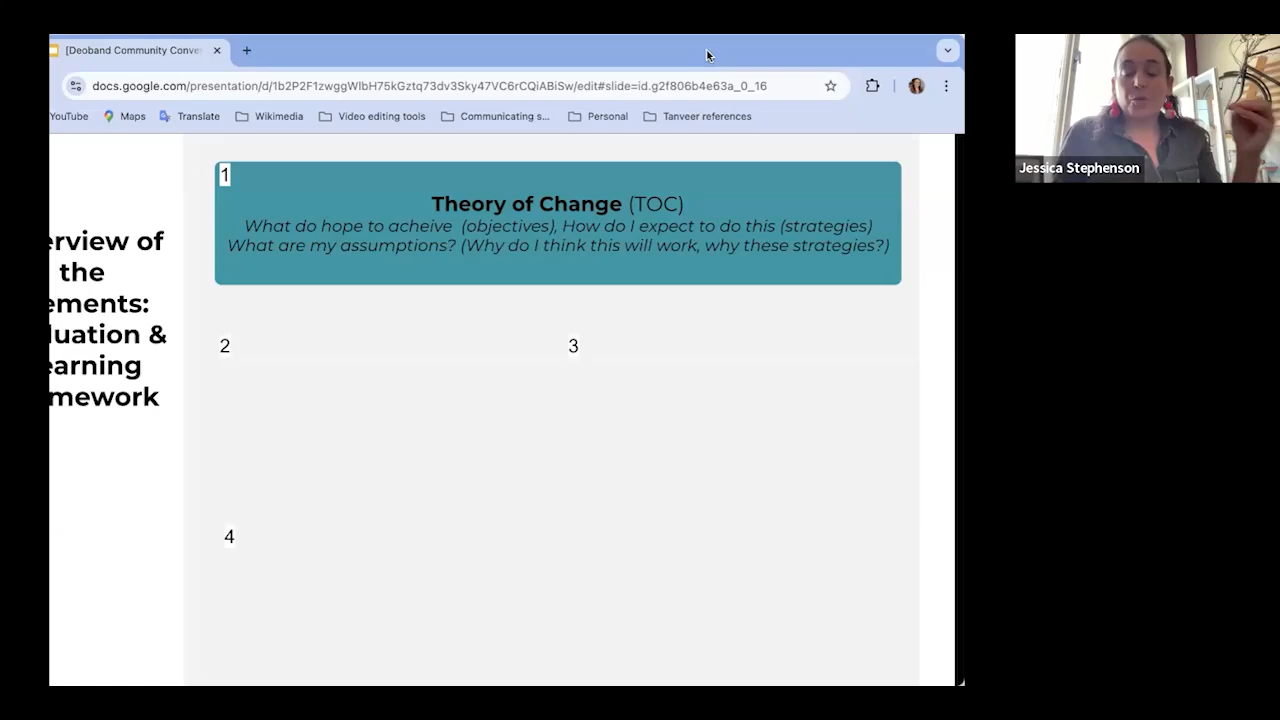 [Deoband Community Conve
docs.google.com/presentation/d/1b2P2F1zwggWlbH75kGztq73dv3Sky47VC6rCQiABiSw/edit#slide=id.g2f806b4e63a_0_16
YouTube Maps Translate Wikimedia Video editing tools Communicating s... Personal Tanveer references
Jessica Stephenson
erview of
the
ements:
luation &
earning
mework
1
Theory of Change (TOC)
What do hope to acheive (objectives), How do I expect to do this (strategies)
What are my assumptions? (Why do I think this will work, why these strategies?)
2
3
4